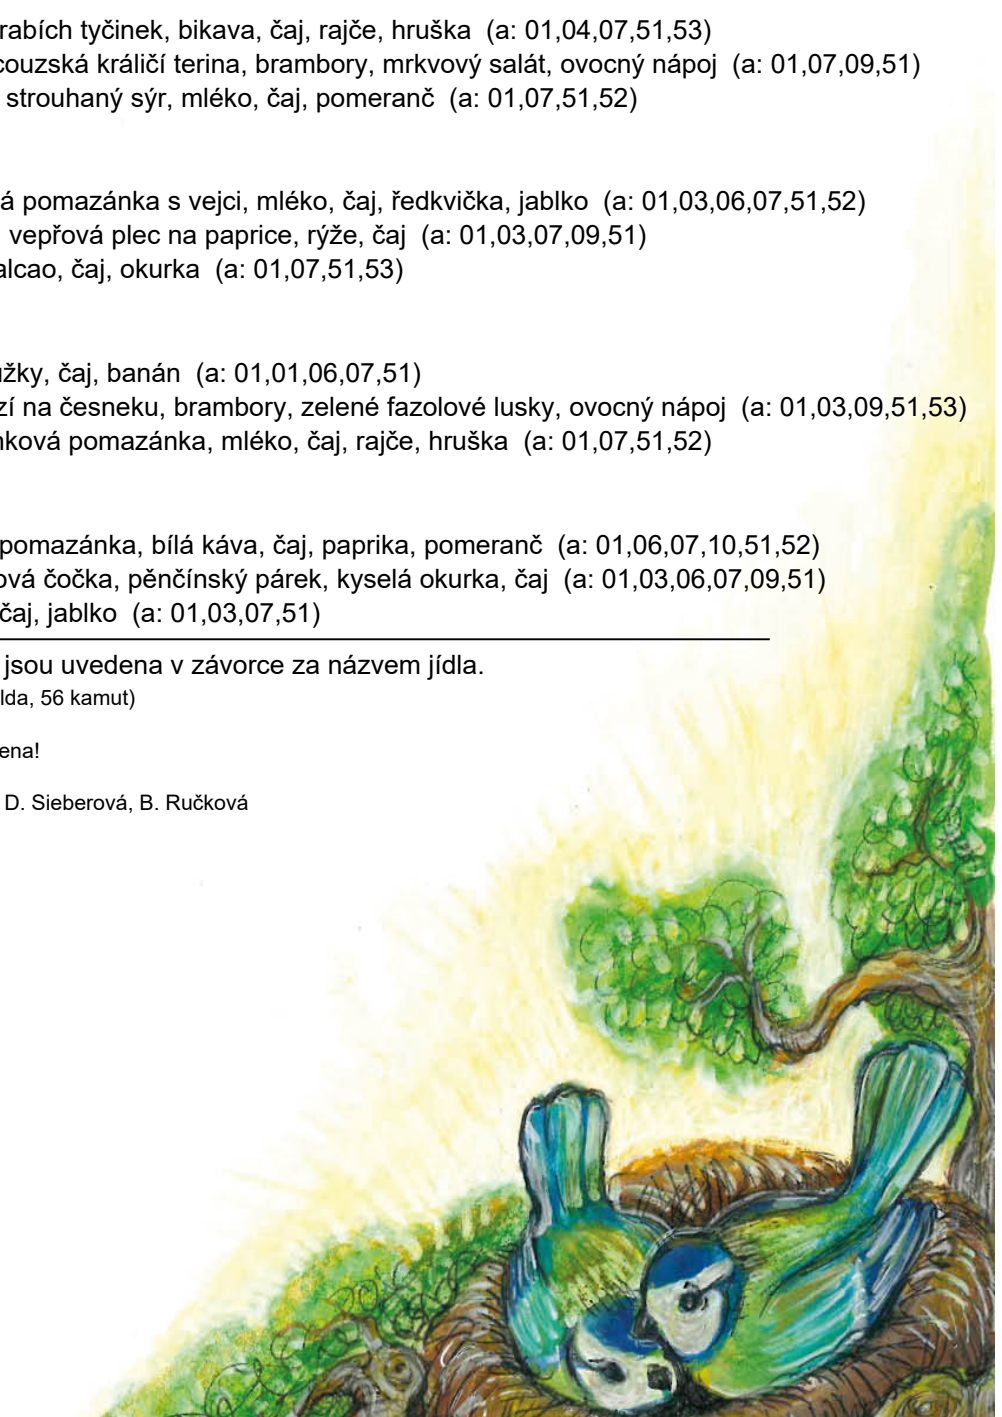 rabích tyčinek, bikava, čaj, rajče, hruška (a: 01,04,07,51,53)
couzská králičí terina, brambory, mrkvový salát, ovocný nápoj (a: 01,07,09,51)
strouhaný sýr, mléko, čaj, pomeranč (a: 01,07,51,52)
á pomazánka s vejci, mléko, čaj, ředkvička, jablko (a: 01,03,06,07,51,52)
vepřová plec na paprice, rýže, čaj (a: 01,03,07,09,51)
alcao, čaj, okurka (a: 01,07,51,53)
užky, čaj, banán (a: 01,01,06,07,51)
zí na česneku, brambory, zelené fazolové lusky, ovocný nápoj (a: 01,03,09,51,53)
nková pomazánka, mléko, čaj, rajče, hruška (a: 01,07,51,52)
pomazánka, bílá káva, čaj, paprika, pomeranč (a: 01,06,07,10,51,52)
ová čočka, pěnčínský párek, kyselá okurka, čaj (a: 01,03,06,07,09,51)
čaj, jablko (a: 01,03,07,51)
jsou uvedena v závorce za názvem jídla.
lda, 56 kamut)
ena!
D. Sieberová, B. Ručková